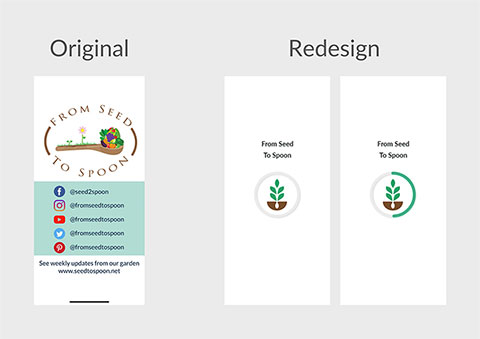 Original
Redesign
From Seed
To Spoon
@seed2spoon
@fromseedtospoon
@fromseedtospoon
@fromseedtospoon
@fromseedtospoon
See weekly updates from our garden
www.seedtospoon.net
From Seed
To Spoon
From Seed
To Spoon